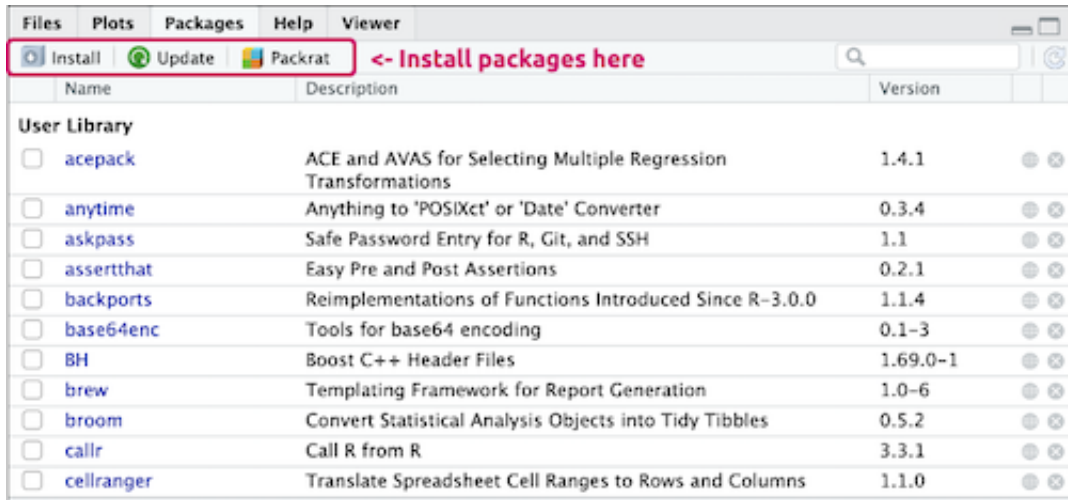 Files Plots Packages Help Viewer
Install Update Packrat <- Install packages here
Name Description Version
User Library
acepack ACE and AVAS for Selecting Multiple Regression 1.4.1
Transformations
anytime Anything to 'POSIXct' or 'Date' Converter 0.3.4
askpass Safe Password Entry for R, Git, and SSH 1.1
assertthat Easy Pre and Post Assertions 0.2.1
backports Reimplementations of Functions Introduced Since R-3.0.0 1.1.4
base64enc Tools for base64 encoding 0.1-3
BH Boost C++ Header Files 1.69.0-1
brew Templating Framework for Report Generation 1.0-6
broom Convert Statistical Analysis Objects into Tidy Tibbles 0.5.2
callr Call R from R 3.3.1
cellranger Translate Spreadsheet Cell Ranges to Rows and Columns 1.1.0